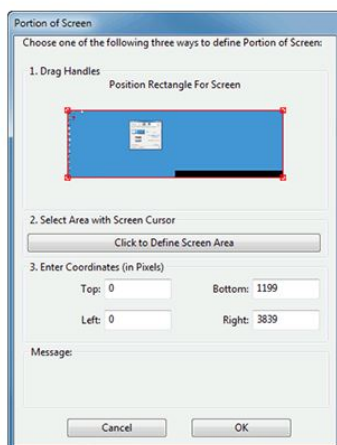 Portion of Screen
Choose one of the following three ways to define Portion of Screen:
1. Drag Handles
Position Rectangle For Screen
2. Select Area with Screen Cursor
Click to Define Screen Area
3. Enter Coordinates (in Pixels)
Top: 0 Bottom: 1199
Left: 0 Right: 3839
Message:
Cancel OK